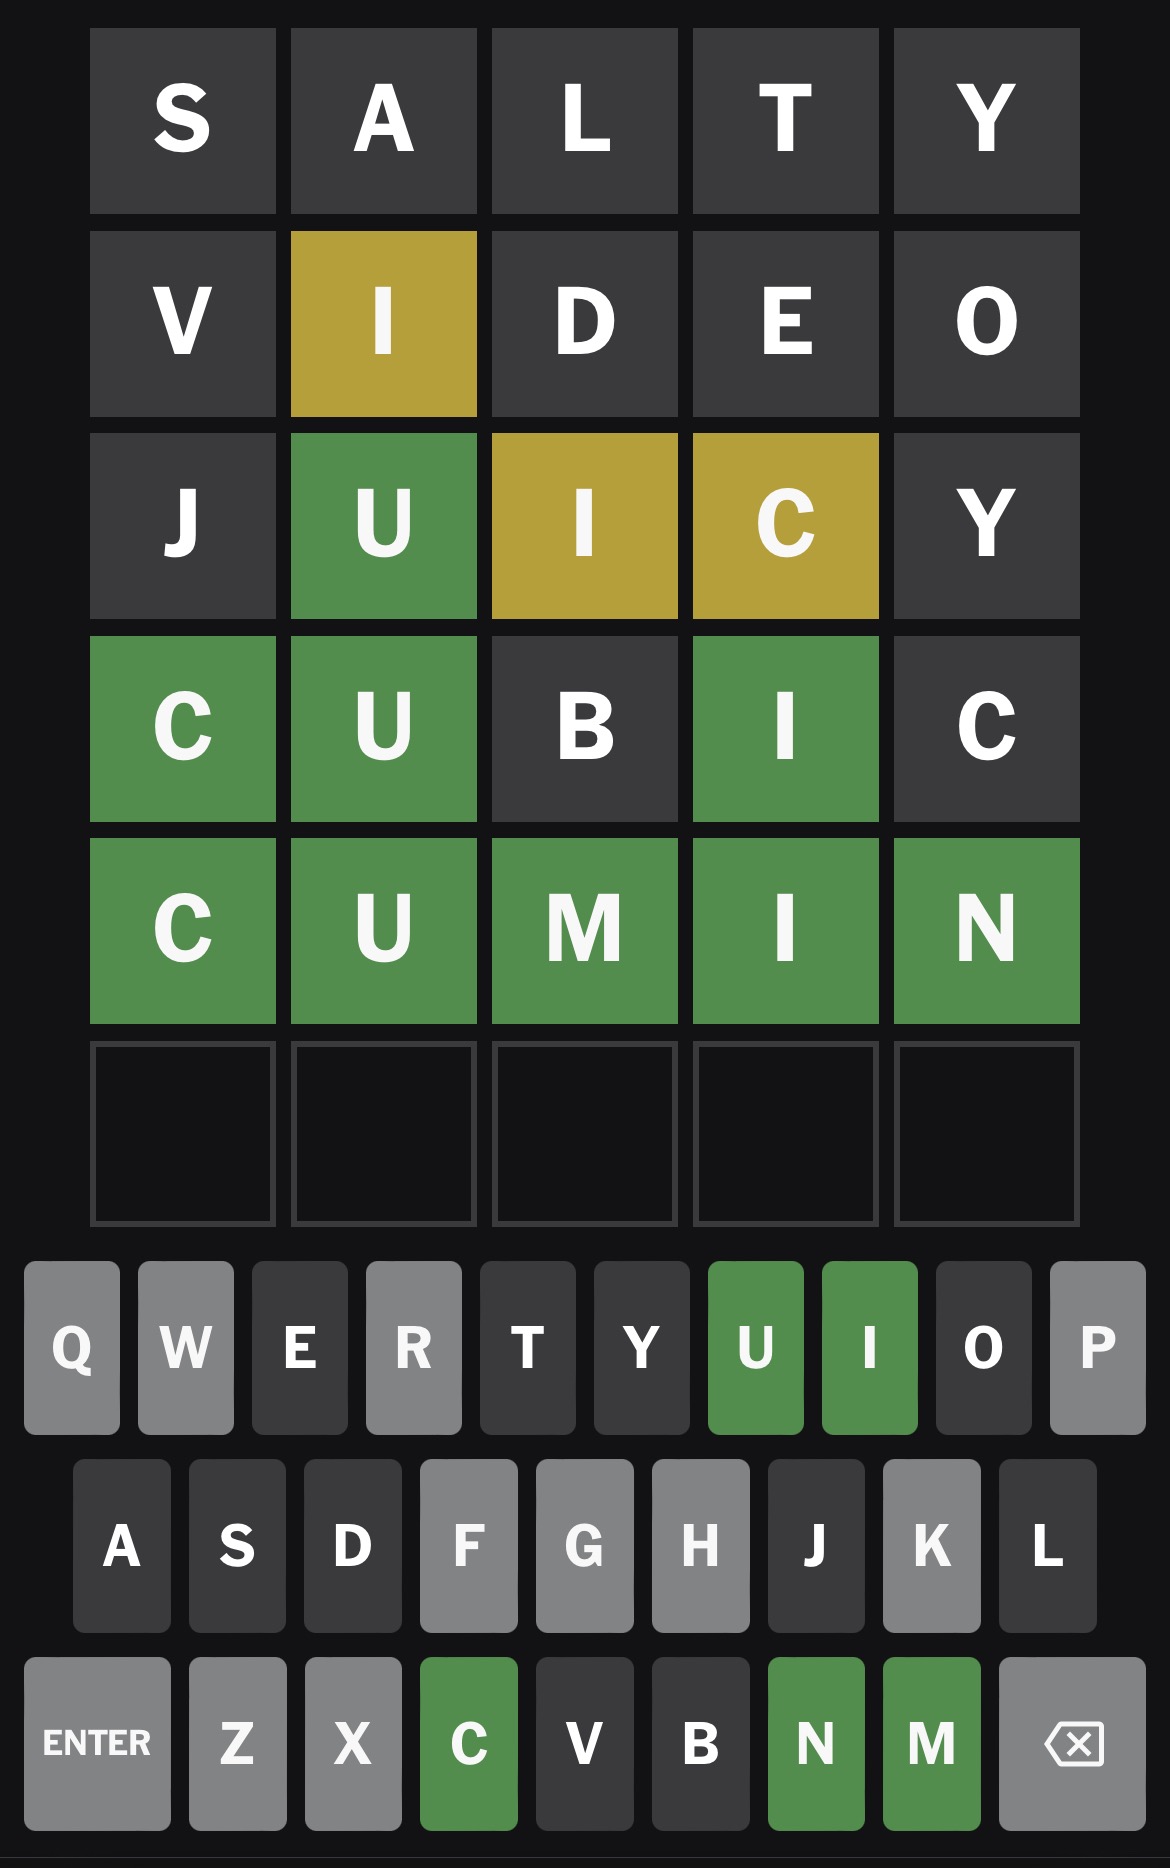 S A L T Y
V I D E O
J U I C Y
C U B I C
C U M I N
Q W E R T Y U I O P
A S D F G H J K L
ENTER Z X C V B N M